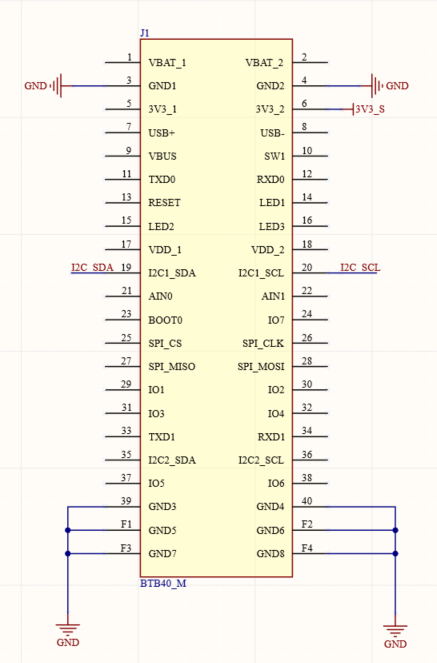 J1
1 VBAT_1 VBAT_2 2
GND 3 GND1 GND2 4 GND
5 3V3_1 3V3_2 6 3V3_S
7 USB+ USB- 8
9 VBUS SW1 10
11 TXD0 RXD0 12
13 RESET LED1 14
15 LED2 LED3 16
17 VDD_1 VDD_2 18
I2C_SDA 19 I2C1_SDA I2C1_SCL 20 I2C_SCL
21 AIN0 AIN1 22
23 BOOT0 IO7 24
25 SPI_CS SPI_CLK 26
27 SPI_MISO SPI_MOSI 28
29 IO1 IO2 30
31 IO3 IO4 32
33 TXD1 RXD1 34
35 I2C2_SDA I2C2_SCL 36
37 IO5 IO6 38
39 GND3 GND4 40
F1 GND5 GND6 F2
F3 GND7 GND8 F4
BTB40_M
GND GND